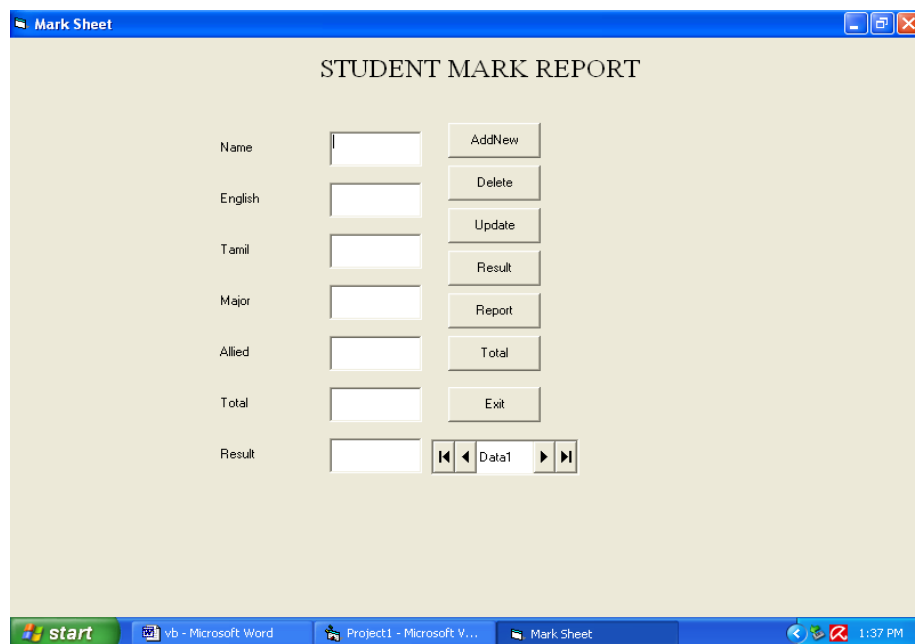 Mark Sheet
STUDENT MARK REPORT
Name
AddNew
Delete
English
Update
Tamil
Result
Major
Report
Allied
Total
Total
Exit
Result
Data1
start
vb - Microsoft Word
Project1 - Microsoft V...
Mark Sheet
1:37 PM